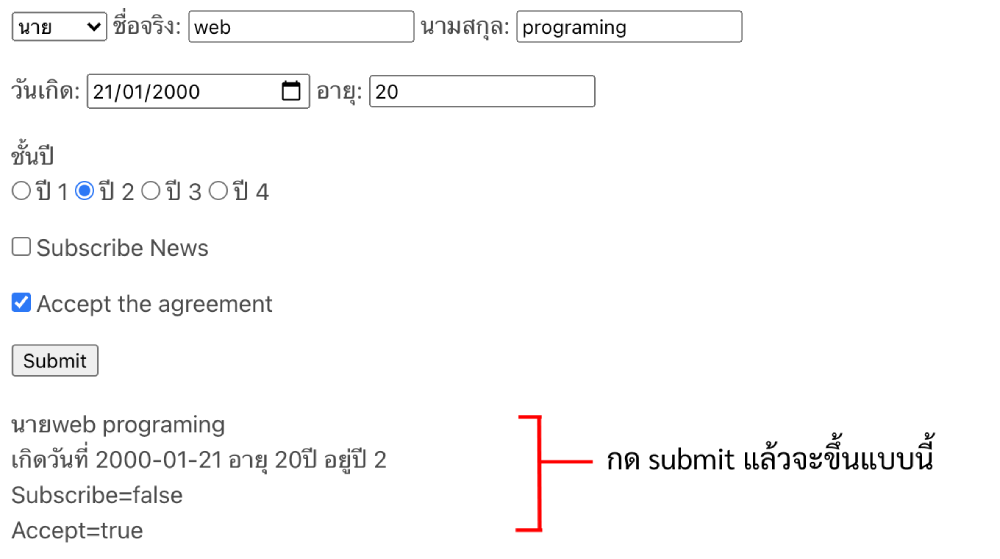 นาย ชื่อจริง: web นามสกุล: programing
วันเกิด: 21/01/2000 อายุ: 20
ชั้นปี
ปี 1 ปี 2 ปี 3 ปี 4
Subscribe News
Accept the agreement
Submit
นายweb programing
เกิดวันที่ 2000-01-21 อายุ 20ปี อยู่ปี 2
Subscribe=false
Accept=true
กด submit แล้วจะขึ้นแบบนี้